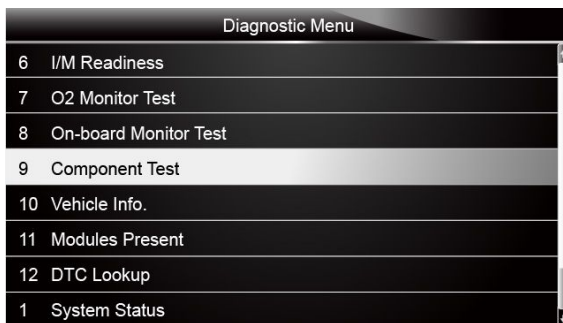 Diagnostic Menu
6 I/M Readiness
7 O2 Monitor Test
8 On-board Monitor Test
9 Component Test
10 Vehicle Info.
11 Modules Present
12 DTC Lookup
1 System Status